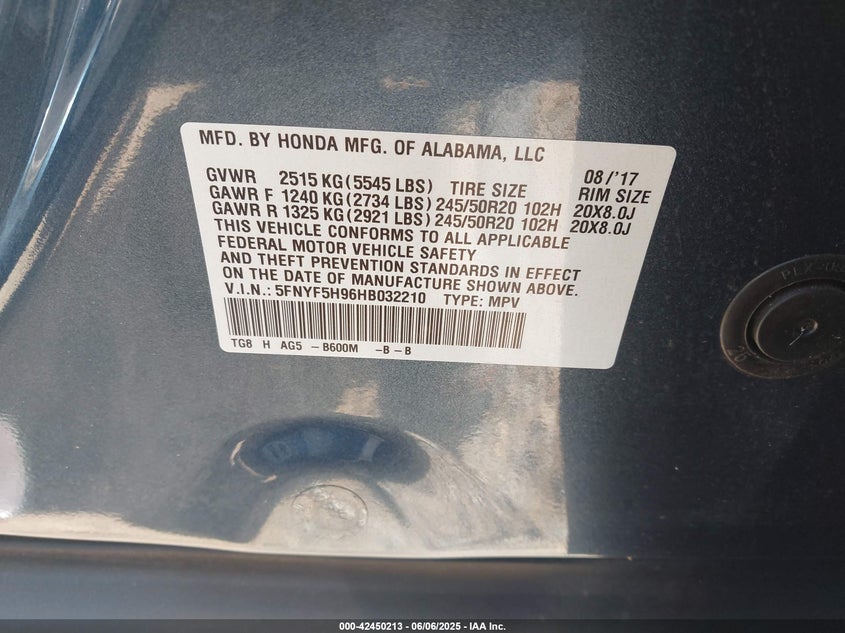 MFD. BY HONDA MFG. OF ALABAMA, LLC
08/'17
GVWR 2515 KG(5545 LBS) TIRE SIZE RIM SIZE
GAWR F 1240 KG(2734 LBS)245/50R20 102H 20X8.0J
GAWR R 1325 KG(2921 LBS)245/50R20 102H 20X8.0J
THIS VEHICLE CONFORMS TO ALL APPLICABLE
FEDERAL MOTOR VEHICLE SAFETY
AND THEFT PREVENTION STANDARDS IN EFFECT
ON THE DATE OF MANUFACTURE SHOWN ABOVE.
V.I.N.: 5FNYF5H96HB032210 TYPE: MPV
TG8 H AG5 -B600M -B-B
20
000-42450213 - 06/06/2025 - IAA Inc.